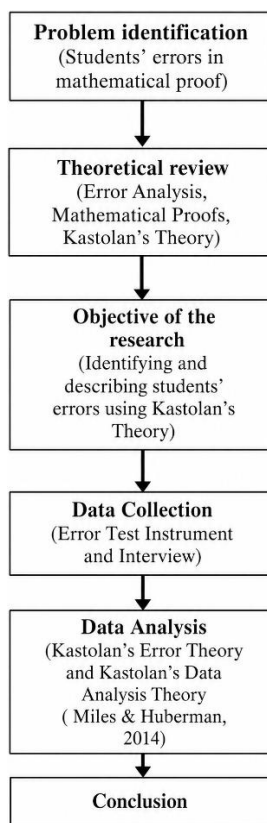 Problem identification
(Students’ errors in
mathematical proof)
Theoretical review
(Error Analysis,
Mathematical Proofs,
Kastolan’s Theory)
Objective of the
research
(Identifying and
describing students’
errors using Kastolan’s
Theory)
Data Collection
(Error Test Instrument
and Interview)
Data Analysis
(Kastolan’s Error Theory
and Kastolan’s Data
Analysis Theory
( Miles & Huberman,
2014)
Conclusion